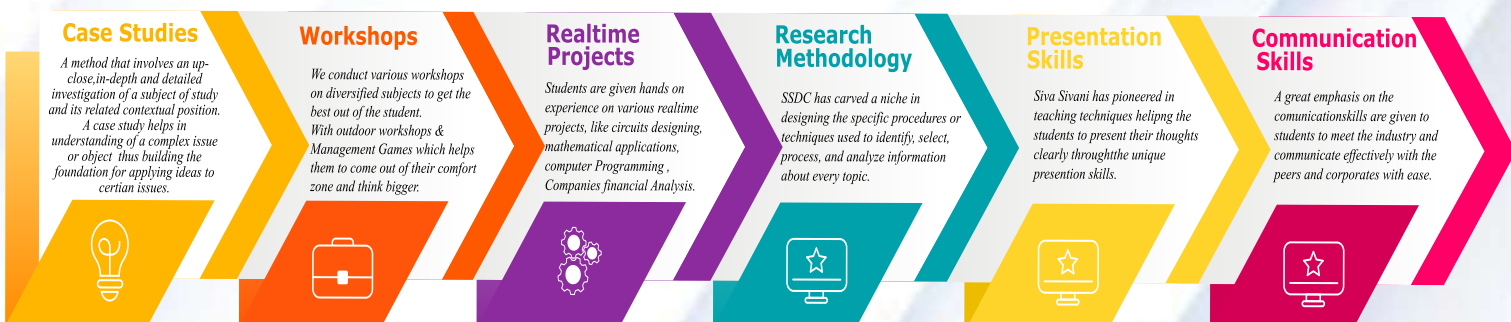 Case Studies
A method that involves an up-
close,in-depth and detailed
investigation of a subject of study
and its related contextual position.
A case study helps in
understanding of a complex issue
or object thus building the
foundation for applying ideas to
certian issues.
Workshops
We conduct various workshops
on diversified subjects to get the
best out of the student.
With outdoor workshops &
Management Games which helps
them to come out of their comfort
zone and think bigger.
Realtime
Projects
Students are given hands on
experience on various realtime
projects, like circuits designing,
mathematical applications,
computer Programming ,
Companies financial Analysis.
Research
Methodology
SSDC has carved a niche in
designing the specific procedures or
techniques used to identify, select,
process, and analyze information
about every topic.
Presentation
Skills
Siva Sivani has pioneered in
teaching techniques helipng the
students to present their thoughts
clearly throughtthe unique
presention skills.
Communication
Skills
A great emphasis on the
comunicationskills are given to
students to meet the industry and
communicate effectively with the
peers and corporates with ease.